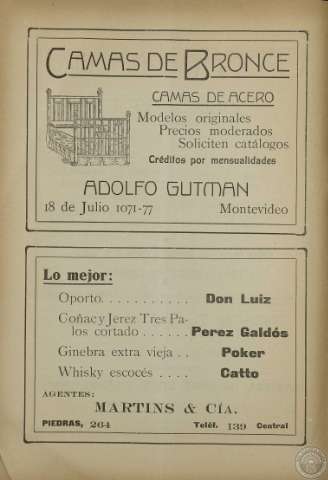 CAMAS DE BRONCE
CAMAS DE ACERO
Modelos originales
Precios moderados
Soliciten catálogos
Créditos por mensualidades
ADOLFO GUTMAN
18 de Julio 1071-77 Montevideo
Lo mejor:
Oporto. . . . . . . . . . . Don Luiz
Coñac y Jerez Tres Pa-
los cortado . . . . . . Perez Galdós
Ginebra extra vieja . . Poker
Whisky escocés . . . . Catto
AGENTES:
MARTINS & CÍA.
PIEDRAS, 264 Teléf. 139 Central